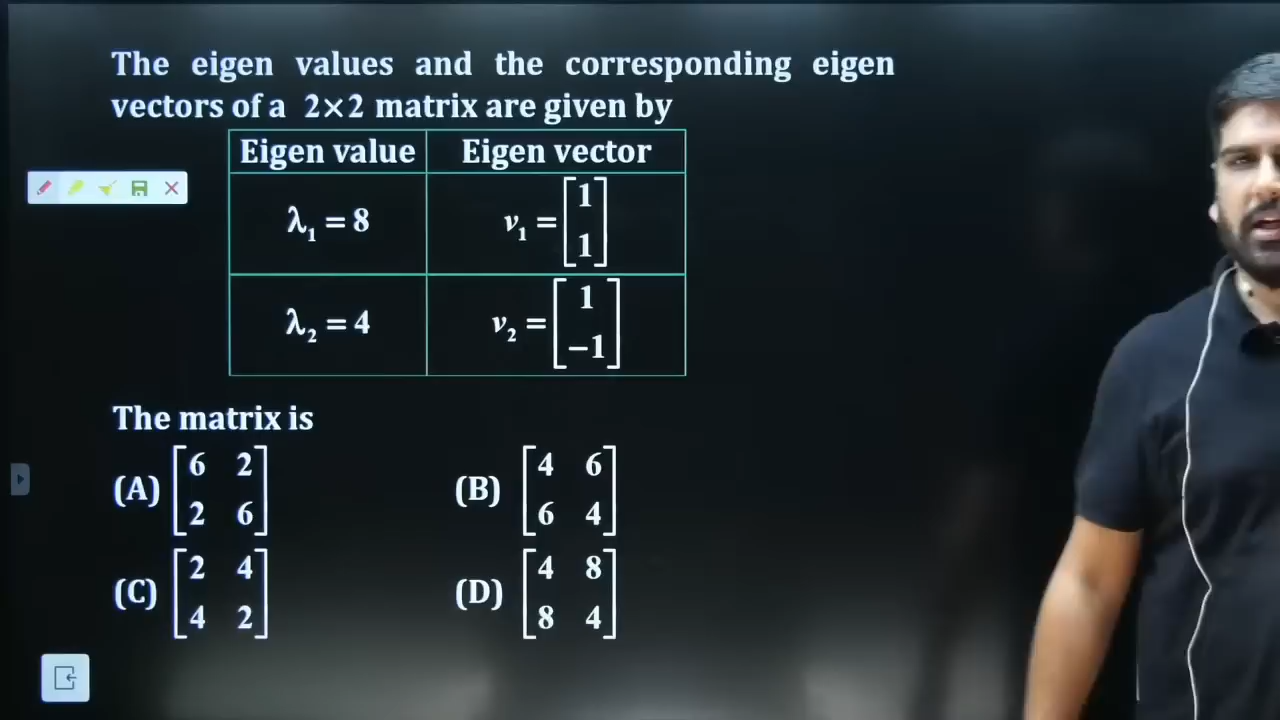 The eigen values and the corresponding eigen
vectors of a 2×2 matrix are given by
Eigen value Eigen vector
λ₁ = 8 v₁ = [1
1]
λ₂ = 4 v₂ = [1
−1]
The matrix is
(A) [6 2
2 6]
(B) [4 6
6 4]
(C) [2 4
4 2]
(D) [4 8
8 4]